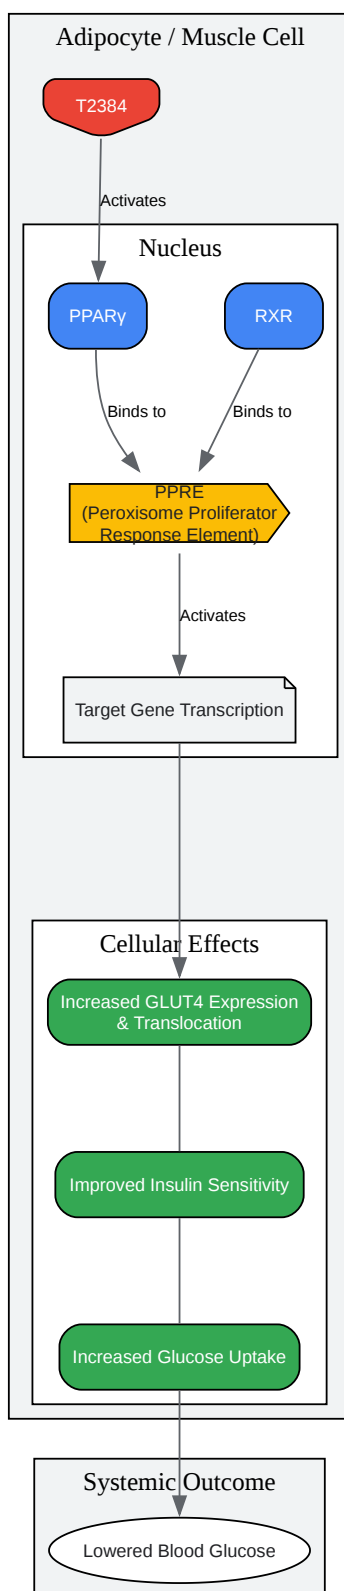 Adipocyte / Muscle Cell
T2384
Activates
Nucleus
PPARγ
RXR
Binds to
Binds to
PPRE
(Peroxisome Proliferator
Response Element)
Activates
Target Gene Transcription
Cellular Effects
Increased GLUT4 Expression
& Translocation
Improved Insulin Sensitivity
Increased Glucose Uptake
Systemic Outcome
Lowered Blood Glucose